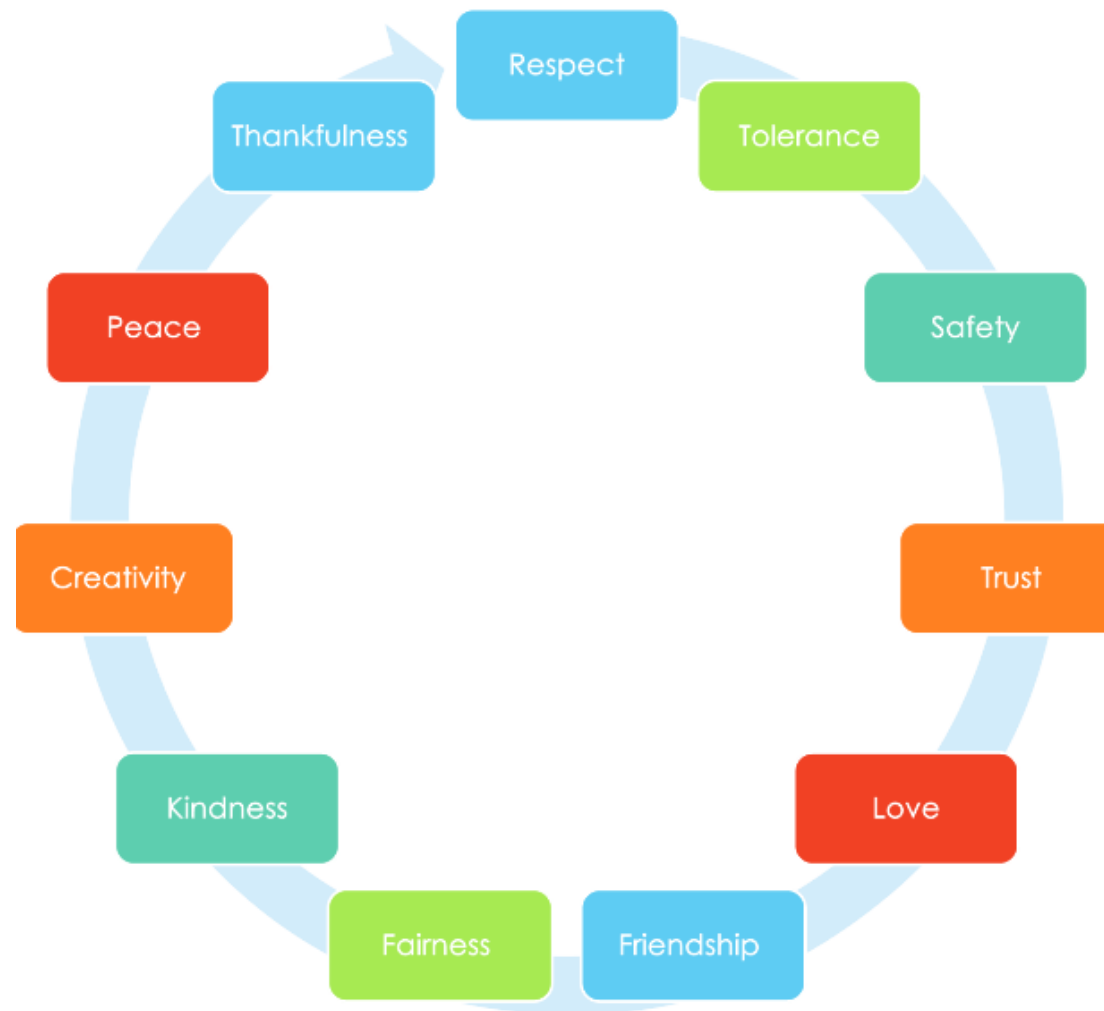 Respect
Tolerance
Safety
Trust
Love
Friendship
Fairness
Kindness
Creativity
Peace
Thankfulness